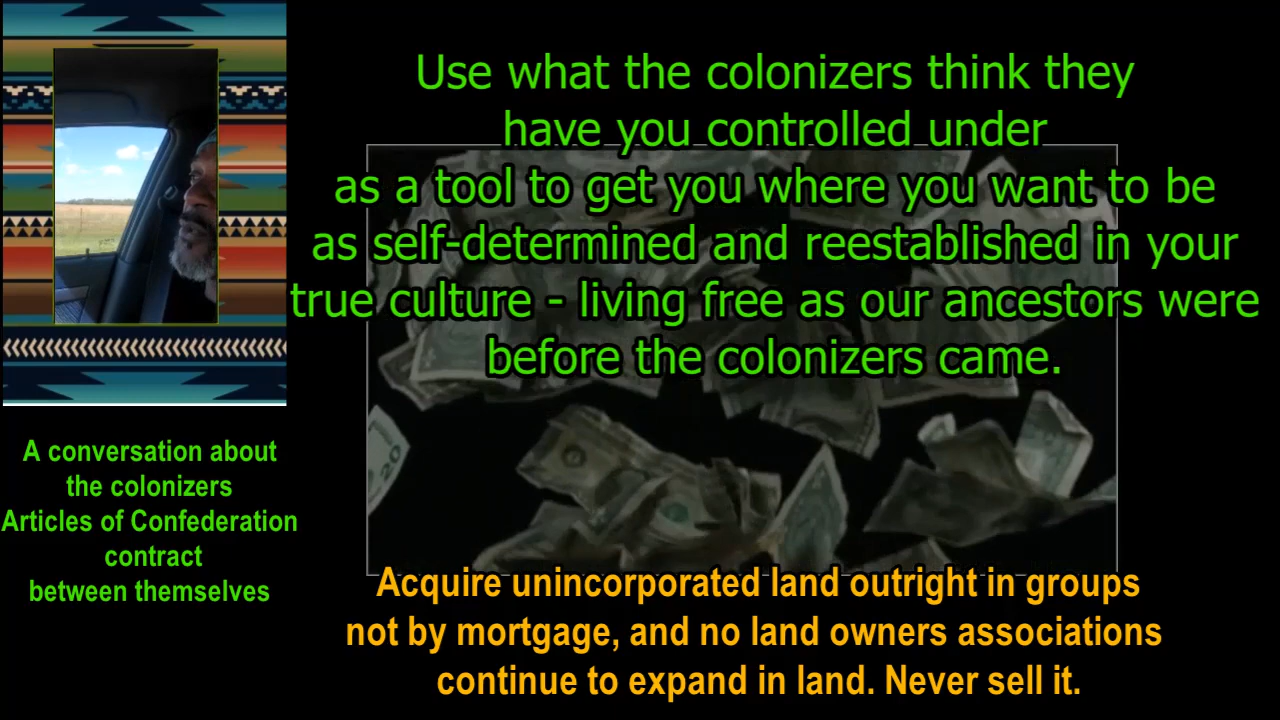 Use what the colonizers think they
have you controlled under
as a tool to get you where you want to be
as self-determined and reestablished in your
true culture - living free as our ancestors were
before the colonizers came.
A conversation about
the colonizers
Articles of Confederation
contract
between themselves
20
Acquire unincorporated land outright in groups
not by mortgage, and no land owners associations
continue to expand in land. Never sell it.